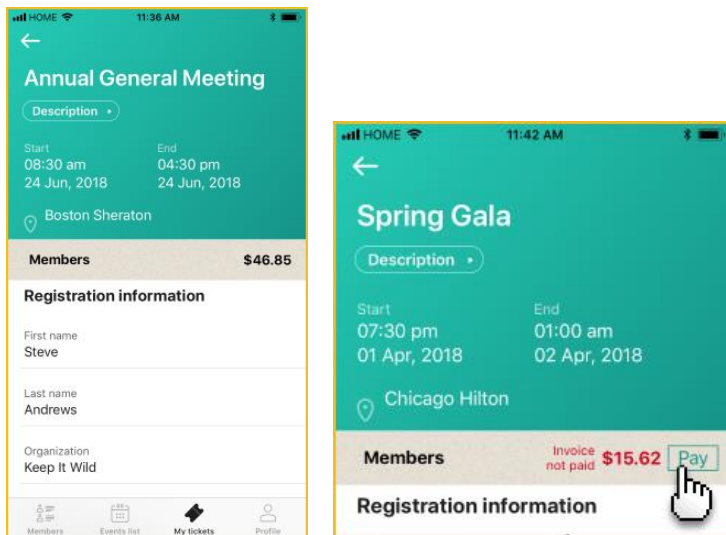 HOME 11:36 AM
Annual General Meeting
Description
Start End
08:30 am 04:30 pm
24 Jun, 2018 24 Jun, 2018
Boston Sheraton
Members $46.85
Registration information
First name
Steve
Last name
Andrews
Organization
Keep It Wild
Members Events list My tickets Profile
HOME 11:42 AM
Spring Gala
Description
Start End
07:30 pm 01:00 am
01 Apr, 2018 02 Apr, 2018
Chicago Hilton
Members Invoice not paid $15.62 Pay
Registration information